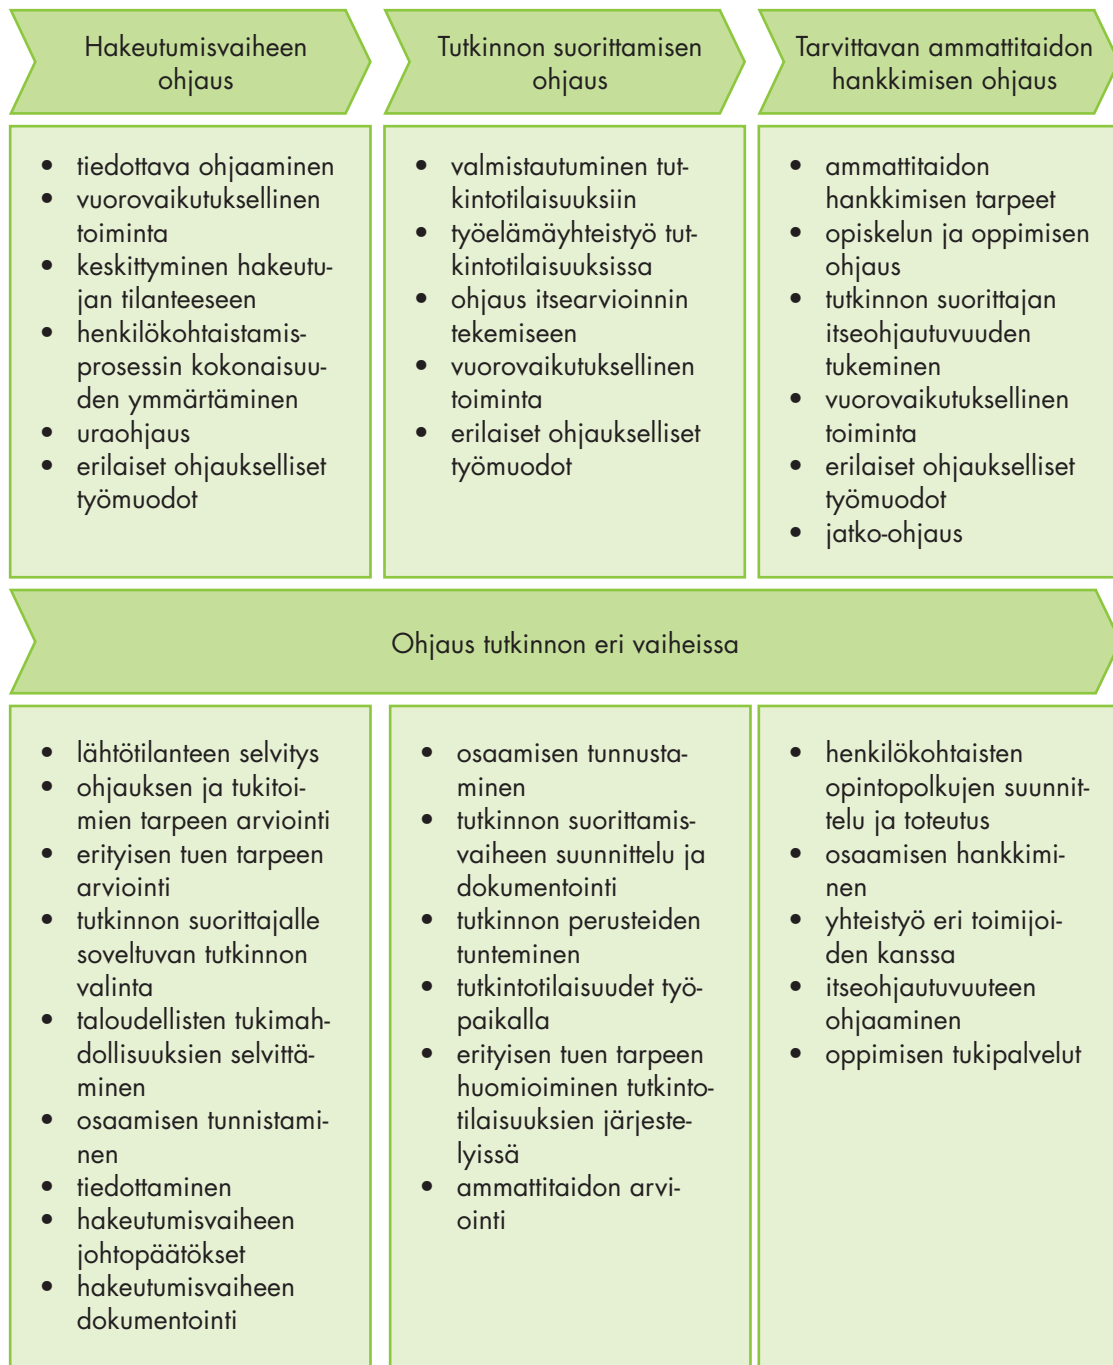 Hakeutumisvaiheen
ohjaus
Tutkinnon suorittamisen
ohjaus
Tarvittavan ammattitaidon
hankkimisen ohjaus
• tiedottava ohjaaminen
• vuorovaikutuksellinen
toiminta
• keskittyminen hakeutu-
jan tilanteeseen
• henkilökohtaistamis-
prosessin kokonaisuu-
den ymmärtäminen
• uraohjaus
• erilaiset ohjaukselliset
työmuodot
• valmistautuminen tut-
kintotilaisuuksiin
• työelämäyhteistyö tut-
kintotilaisuuksissa
• ohjaus itsearvioinnin
tekemiseen
• vuorovaikutuksellinen
toiminta
• erilaiset ohjaukselliset
työmuodot
• ammattitaidon
hankkimisen tarpeet
• opiskelun ja oppimisen
ohjaus
• tutkinnon suorittajan
itseohjautuvuuden
tukeminen
• vuorovaikutuksellinen
toiminta
• erilaiset ohjaukselliset
työmuodot
• jatko-ohjaus
Ohjaus tutkinnon eri vaiheissa
• lähtötilanteen selvitys
• ohjauksen ja tukitoi-
mien tarpeen arviointi
• erityisen tuen tarpeen
arviointi
• tutkinnon suorittajalle
soveltuvan tutkinnon
valinta
• taloudellisten tukimah-
dollisuuksien selvittä-
minen
• osaamisen tunnistami-
nen
• tiedottaminen
• hakeutumisvaiheen
johtopäätökset
• hakeutumisvaiheen
dokumentointi
• osaamisen tunnusta-
minen
• tutkinnon suorittamis-
vaiheen suunnittelu ja
dokumentointi
• tutkinnon perusteiden
tunteminen
• tutkintotilaisuudet työ-
paikalla
• erityisen tuen tarpeen
huomioiminen tutkinto-
tilaisuuksien järjeste-
lyissä
• ammattitaidon arvi-
ointi
• henkilökohtaisten
opintopolkujen suunnit-
telu ja toteutus
• osaamisen hankkimi-
nen
• yhteistyö eri toimijoi-
den kanssa
• itseohjautuvuuteen
ohjaaminen
• oppimisen tukipalvelut